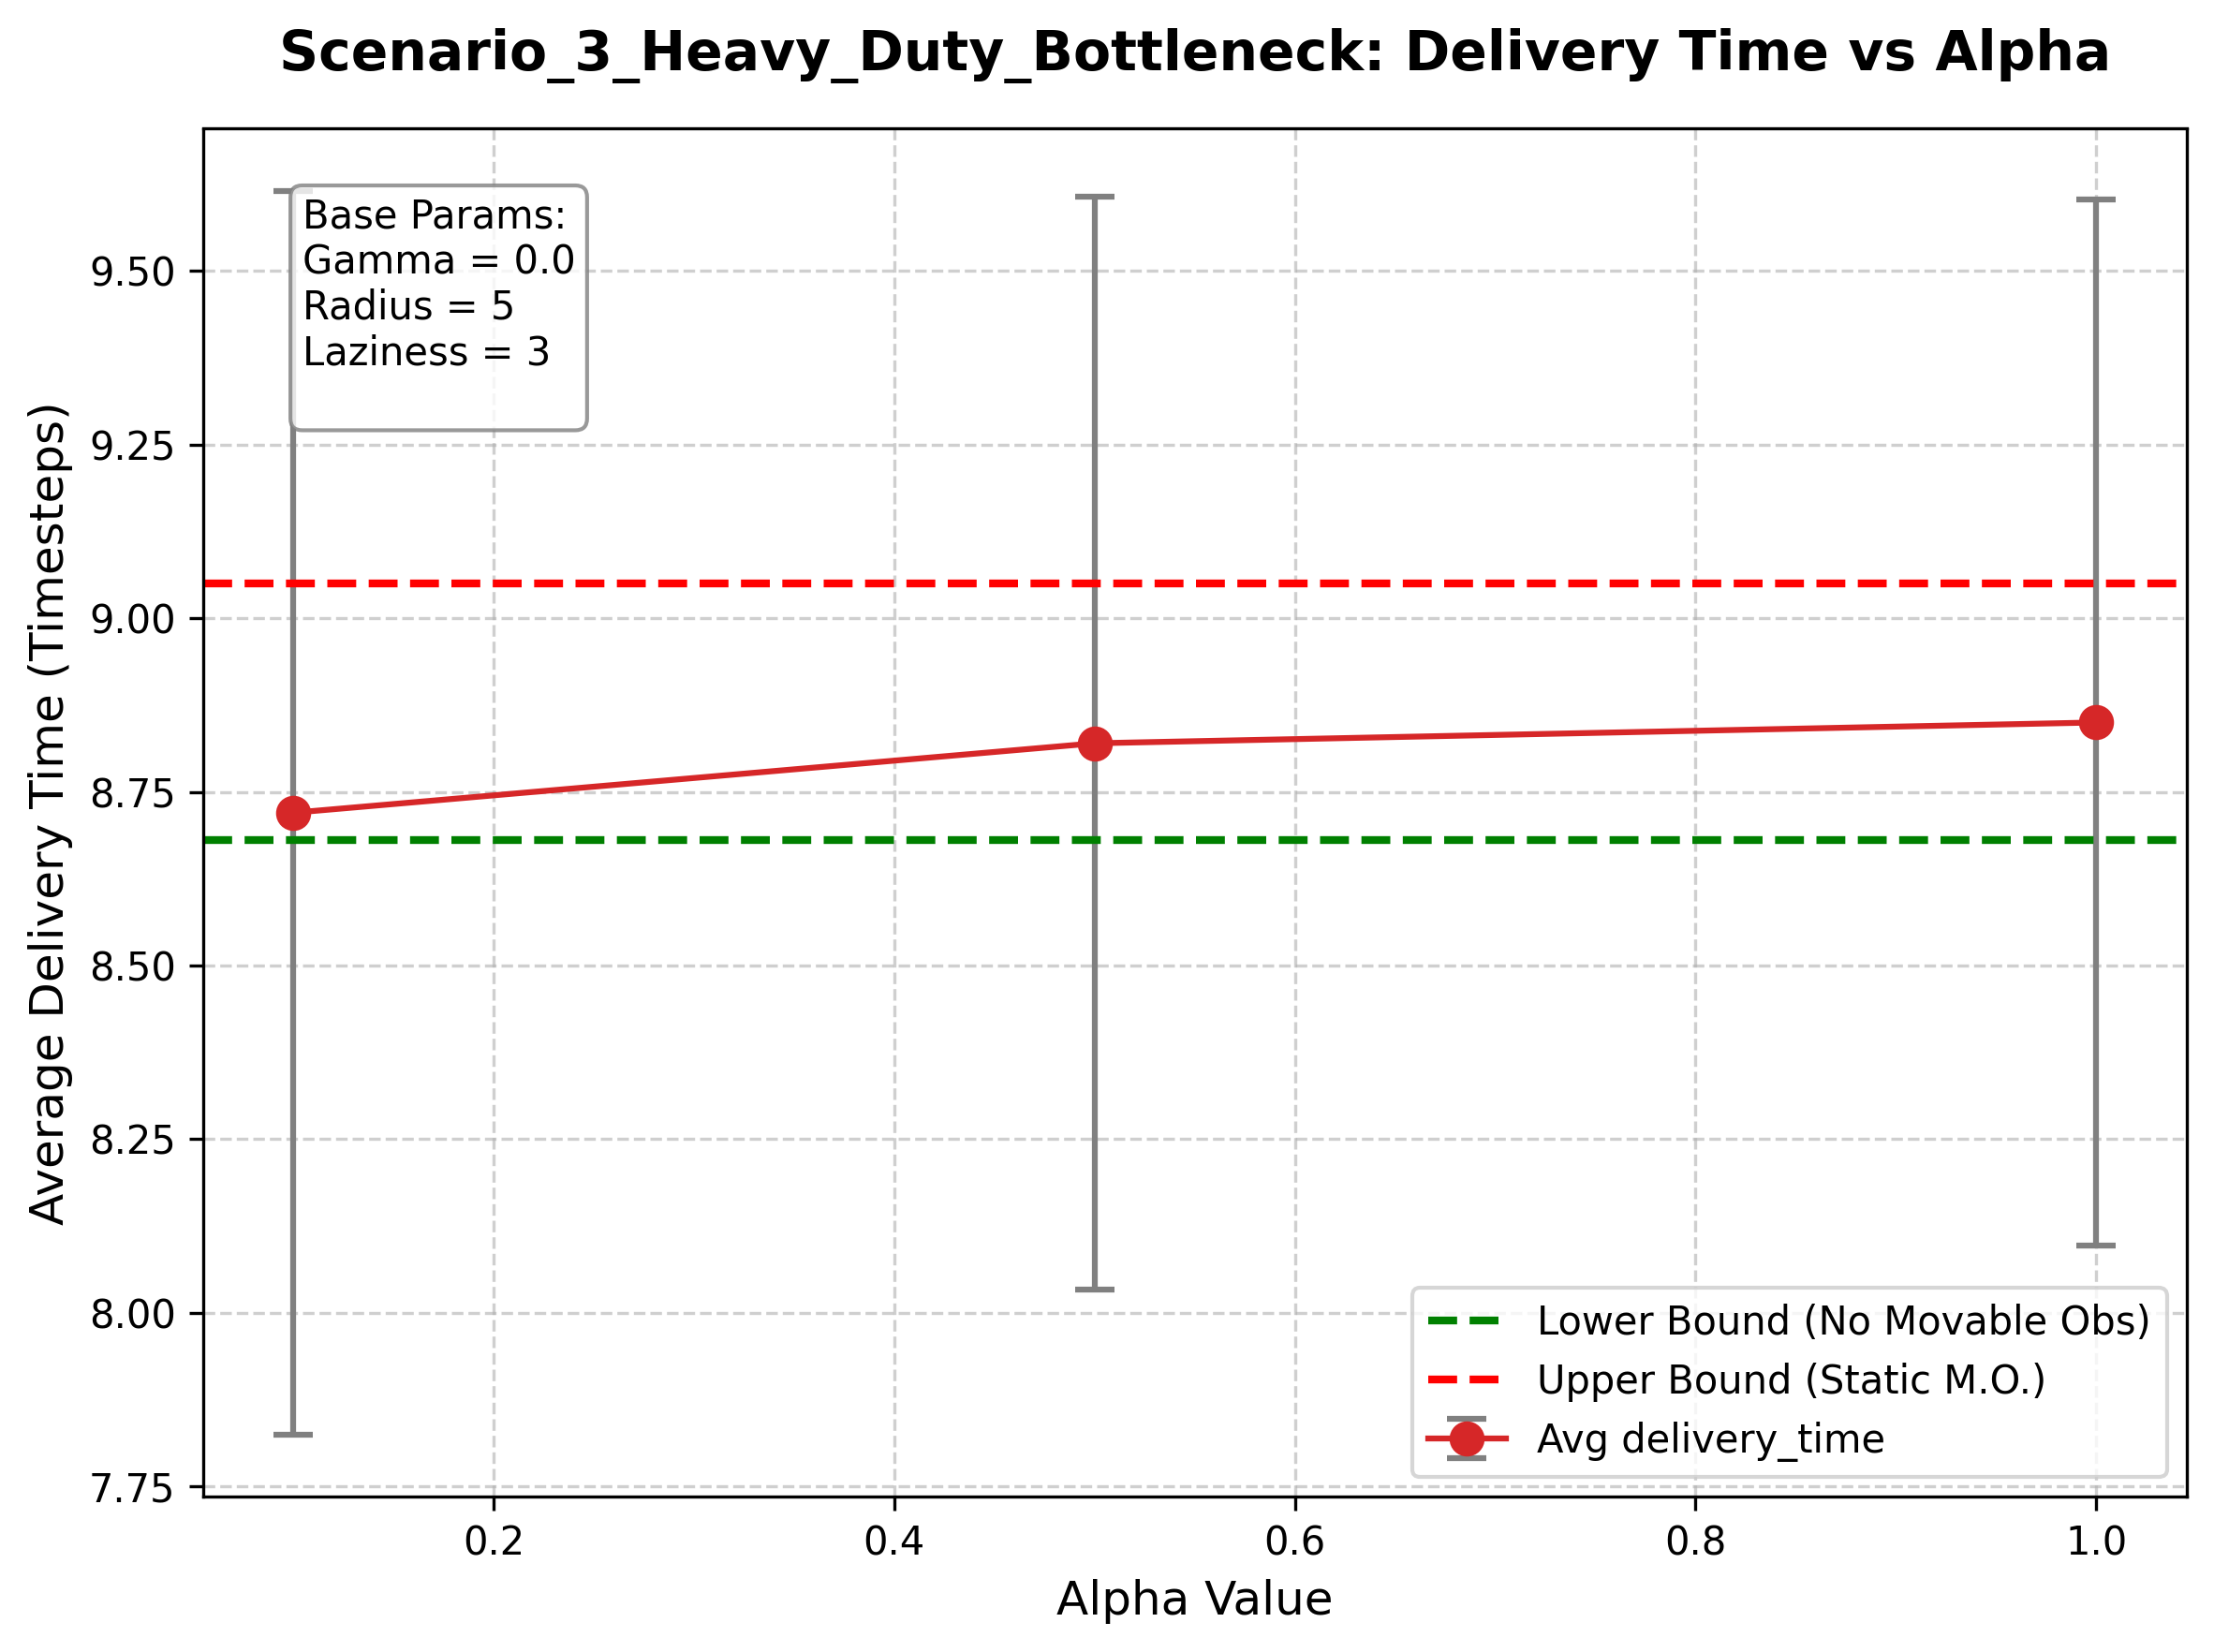 Scenario_3_Heavy_Duty_Bottleneck: Delivery Time vs Alpha
Average Delivery Time (Timesteps)
9.50
9.25
9.00
8.75
8.50
8.25
8.00
7.75
Base Params:
Gamma = 0.0
Radius = 5
Laziness = 3
Lower Bound (No Movable Obs)
Upper Bound (Static M.O.)
Avg delivery_time
0.2
0.4
0.6
0.8
1.0
Alpha Value